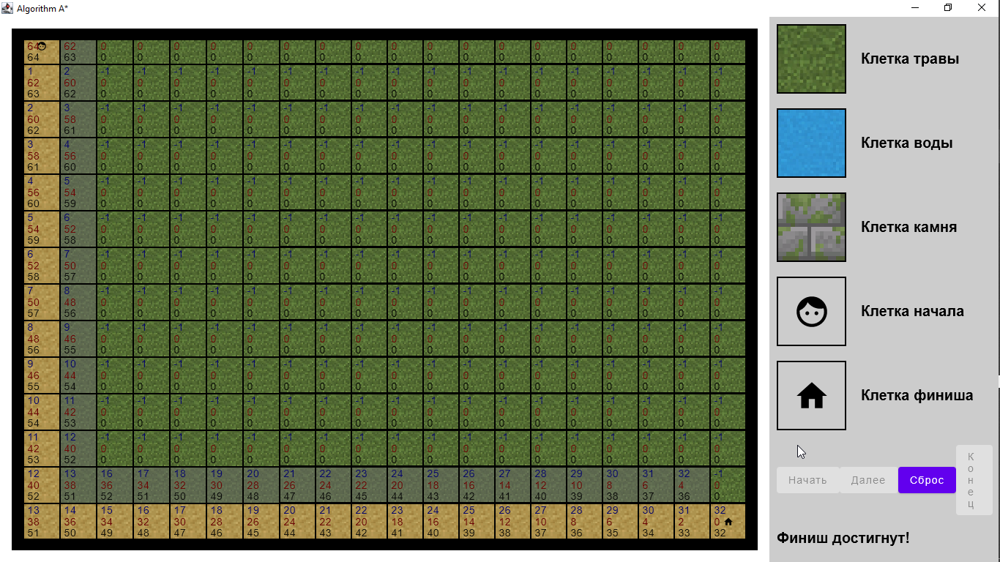 Algorithm A*
64 62 0 0 0 0 0 0 0 0 0 0 0 0 0 0 0 0 0 0
64 63 0 0 0 0 0 0 0 0 0 0 0 0 0 0 0 0 0 0
1 2 -1 -1 -1 -1 -1 -1 -1 -1 -1 -1 -1 -1 -1 -1 -1 -1 -1 -1
62 60 0 0 0 0 0 0 0 0 0 0 0 0 0 0 0 0 0 0
63 62 0 0 0 0 0 0 0 0 0 0 0 0 0 0 0 0 0 0
2 3 -1 -1 -1 -1 -1 -1 -1 -1 -1 -1 -1 -1 -1 -1 -1 -1 -1 -1
60 58 0 0 0 0 0 0 0 0 0 0 0 0 0 0 0 0 0 0
62 61 0 0 0 0 0 0 0 0 0 0 0 0 0 0 0 0 0 0
3 4 -1 -1 -1 -1 -1 -1 -1 -1 -1 -1 -1 -1 -1 -1 -1 -1 -1 -1
58 56 0 0 0 0 0 0 0 0 0 0 0 0 0 0 0 0 0 0
61 60 0 0 0 0 0 0 0 0 0 0 0 0 0 0 0 0 0 0
4 5 -1 -1 -1 -1 -1 -1 -1 -1 -1 -1 -1 -1 -1 -1 -1 -1 -1 -1
56 54 0 0 0 0 0 0 0 0 0 0 0 0 0 0 0 0 0 0
60 59 0 0 0 0 0 0 0 0 0 0 0 0 0 0 0 0 0 0
5 6 -1 -1 -1 -1 -1 -1 -1 -1 -1 -1 -1 -1 -1 -1 -1 -1 -1 -1
54 52 0 0 0 0 0 0 0 0 0 0 0 0 0 0 0 0 0 0
59 58 0 0 0 0 0 0 0 0 0 0 0 0 0 0 0 0 0 0
6 7 -1 -1 -1 -1 -1 -1 -1 -1 -1 -1 -1 -1 -1 -1 -1 -1 -1 -1
52 50 0 0 0 0 0 0 0 0 0 0 0 0 0 0 0 0 0 0
58 57 0 0 0 0 0 0 0 0 0 0 0 0 0 0 0 0 0 0
7 8 -1 -1 -1 -1 -1 -1 -1 -1 -1 -1 -1 -1 -1 -1 -1 -1 -1 -1
50 48 0 0 0 0 0 0 0 0 0 0 0 0 0 0 0 0 0 0
57 56 0 0 0 0 0 0 0 0 0 0 0 0 0 0 0 0 0 0
8 9 -1 -1 -1 -1 -1 -1 -1 -1 -1 -1 -1 -1 -1 -1 -1 -1 -1 -1
48 46 0 0 0 0 0 0 0 0 0 0 0 0 0 0 0 0 0 0
56 55 0 0 0 0 0 0 0 0 0 0 0 0 0 0 0 0 0 0
9 10 -1 -1 -1 -1 -1 -1 -1 -1 -1 -1 -1 -1 -1 -1 -1 -1 -1 -1
46 44 0 0 0 0 0 0 0 0 0 0 0 0 0 0 0 0 0 0
55 54 0 0 0 0 0 0 0 0 0 0 0 0 0 0 0 0 0 0
10 11 -1 -1 -1 -1 -1 -1 -1 -1 -1 -1 -1 -1 -1 -1 -1 -1 -1 -1
44 42 0 0 0 0 0 0 0 0 0 0 0 0 0 0 0 0 0 0
54 53 0 0 0 0 0 0 0 0 0 0 0 0 0 0 0 0 0 0
11 12 -1 -1 -1 -1 -1 -1 -1 -1 -1 -1 -1 -1 -1 -1 -1 -1 -1 -1
42 40 0 0 0 0 0 0 0 0 0 0 0 0 0 0 0 0 0 0
53 52 0 0 0 0 0 0 0 0 0 0 0 0 0 0 0 0 0 0
12 13 16 17 18 19 20 21 22 23 24 25 26 27 28 29 30 31 32 -1
40 38 36 34 32 30 28 26 24 22 20 18 16 14 12 10 8 6 4 0
52 51 52 51 50 49 48 47 46 45 44 43 42 41 40 39 38 37 36 0
13 14 15 16 17 18 19 20 21 22 23 24 25 26 27 28 29 30 31 32
38 36 34 32 30 28 26 24 22 20 18 16 14 12 10 8 6 4 2 0
51 50 49 48 47 46 45 44 43 42 41 40 39 38 37 36 35 34 33 32
Клетка травы
Клетка воды
Клетка камня
Клетка начала
Клетка финиша
Начать Далее Сброс
К
о
н
е
ц
Финиш достигнут!